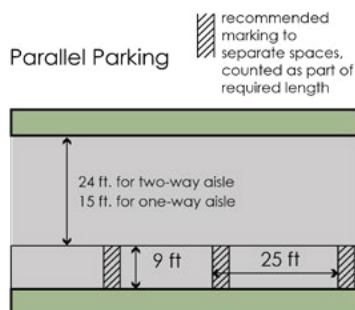 recommended
marking to
separate spaces,
counted as part of
required length
Parallel Parking
24 ft. for two-way aisle
15 ft. for one-way aisle
9 ft
25 ft